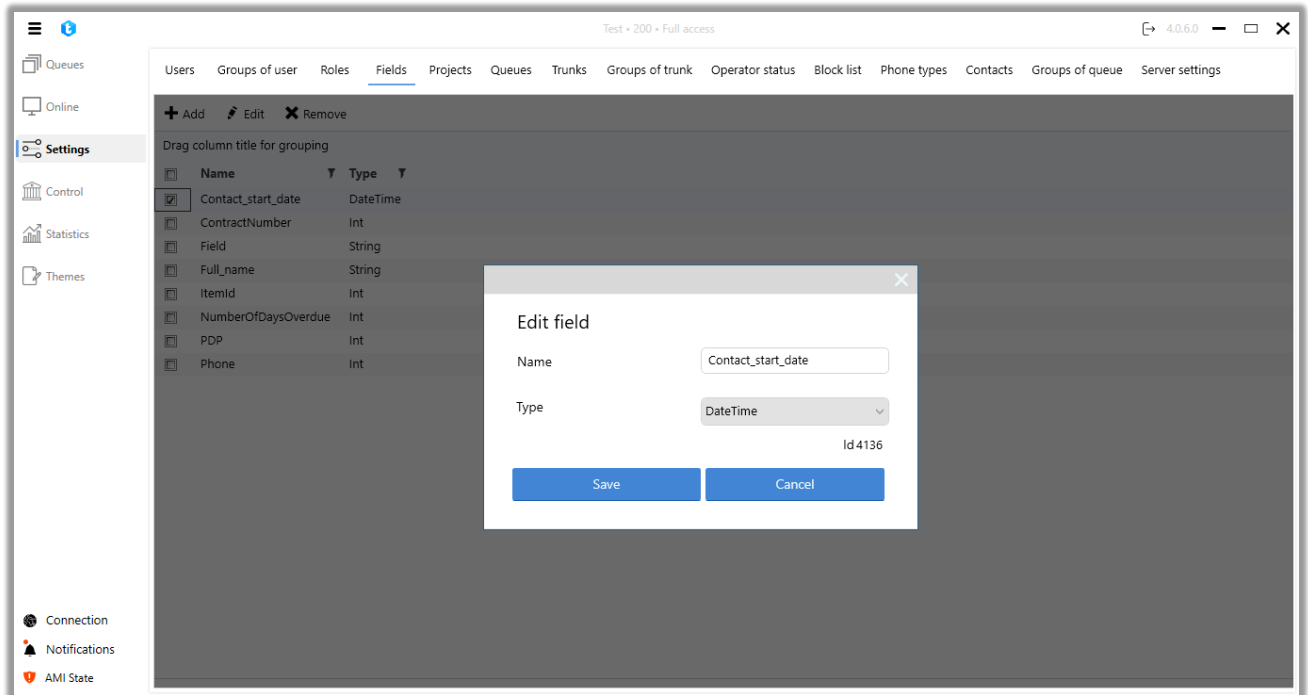 Test • 200 • Full access
4.0.6.0
Queues
Online
Settings
Control
Statistics
Themes
Connection
Notifications
AMI State
Users Groups of user Roles Fields Projects Queues Trunks Groups of trunk Operator status Block list Phone types Contacts Groups of queue Server settings
Add Edit Remove
Drag column title for grouping
Name Type
Contact_start_date DateTime
ContractNumber Int
Field String
Full_name String
ItemId Int
NumberOfDaysOverdue Int
PDP Int
Phone Int
Edit field
Name Contact_start_date
Type DateTime
Id 4136
Save Cancel